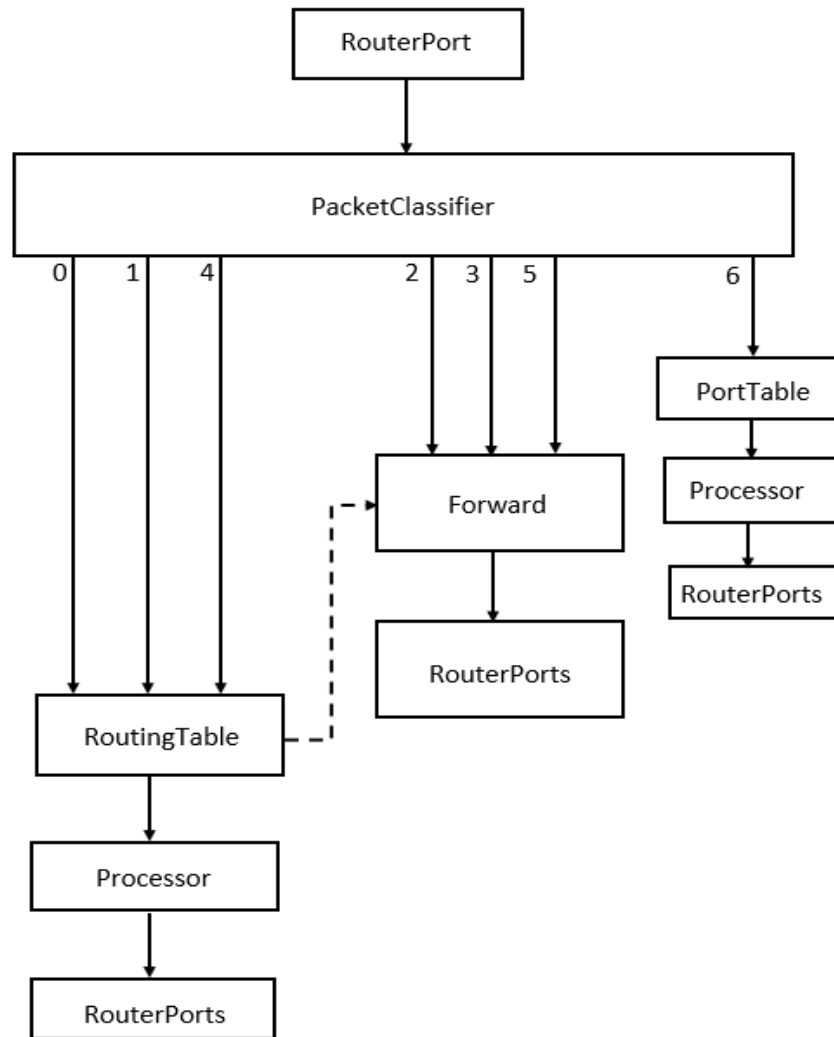 RouterPort
PacketClassifier
0 1 4 2 3 5 6
PortTable
Processor
Forward
RouterPorts
RouterPorts
RoutingTable
Processor
RouterPorts